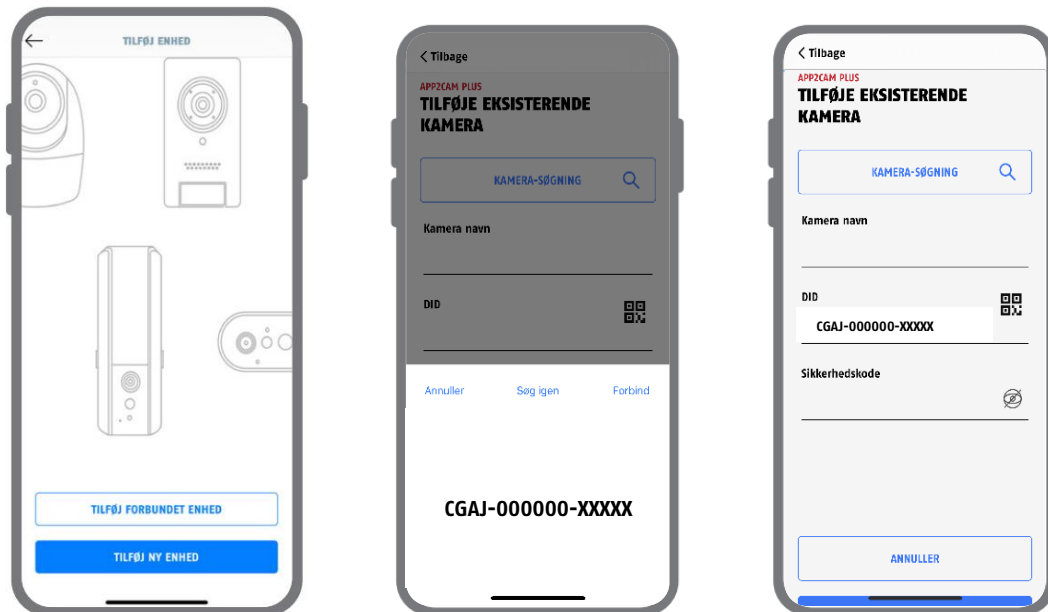 TILFØJ ENHED
TILFØJ FORBUNDET ENHED
TILFØJ NY ENHED
Tilbage
APP2CAM PLUS
TILFØJE EKSISTERENDE
KAMERA
KAMERA-SØGNING
Kamera navn
DID
Annuller
Søg igen
Forbind
CGAJ-000000-XXXXX
Tilbage
APP2CAM PLUS
TILFØJE EKSISTERENDE
KAMERA
KAMERA-SØGNING
Kamera navn
DID
CGAJ-000000-XXXXX
Sikkerhedskode
ANNULLER